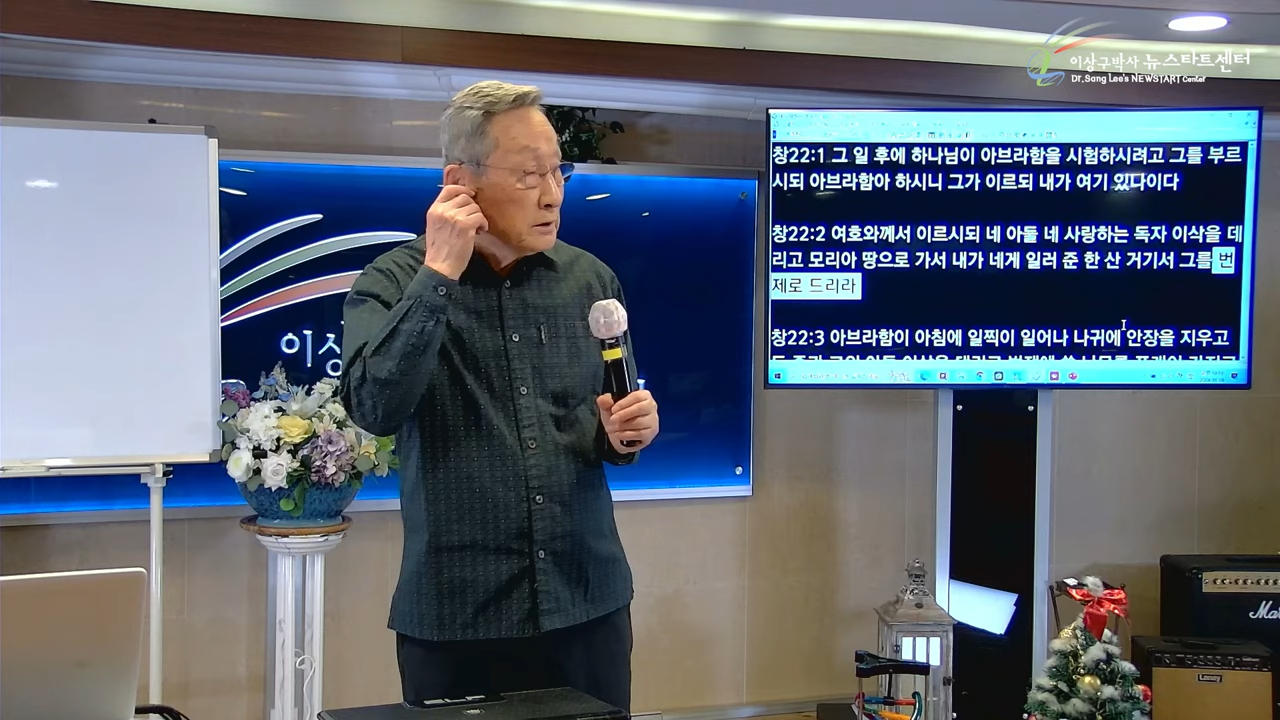 이상구박사 뉴스타트센터
Dr. Sang Lee's NEWSTART Center
창22:1 그 일 후에 하나님이 아브라함을 시험하시려고 그를 부르
시되 아브라함아 하시니 그가 이르되 내가 여기 있나이다
창22:2 여호와께서 이르시되 네 아들 네 사랑하는 독자 이삭을 데
리고 모리아 땅으로 가서 내가 네게 일러 준 한 산 거기서 그를 번
제로 드리라
창22:3 아브라함이 아침에 일찍이 일어나 나귀에 안장을 지우고
이상
Mar
Laney